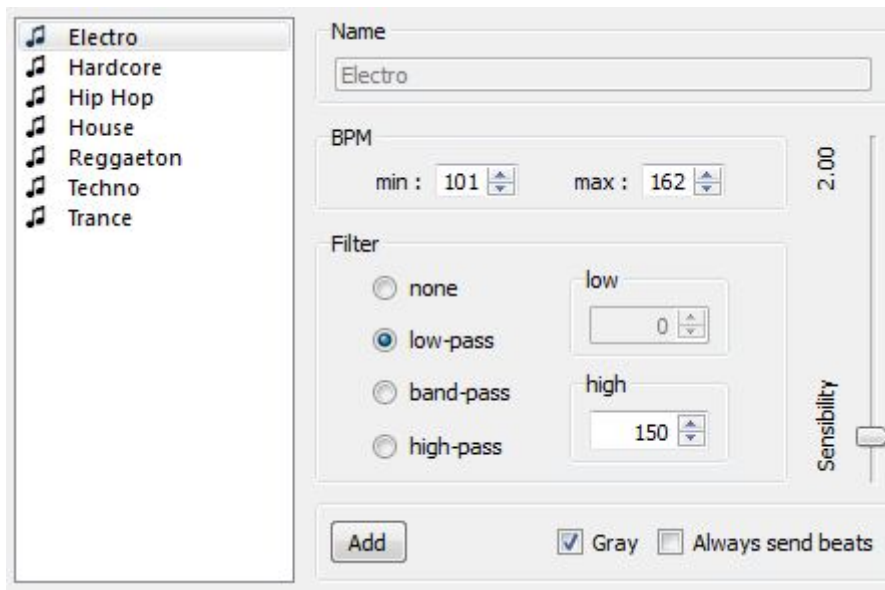 Electro
Hardcore
Hip Hop
House
Reggaeton
Techno
Trance
Name
Electro
BPM
min : 101 max : 162
2.00
Filter
none
low-pass
band-pass
high-pass
low
0
high
150
Sensibility
Add Gray Always send beats